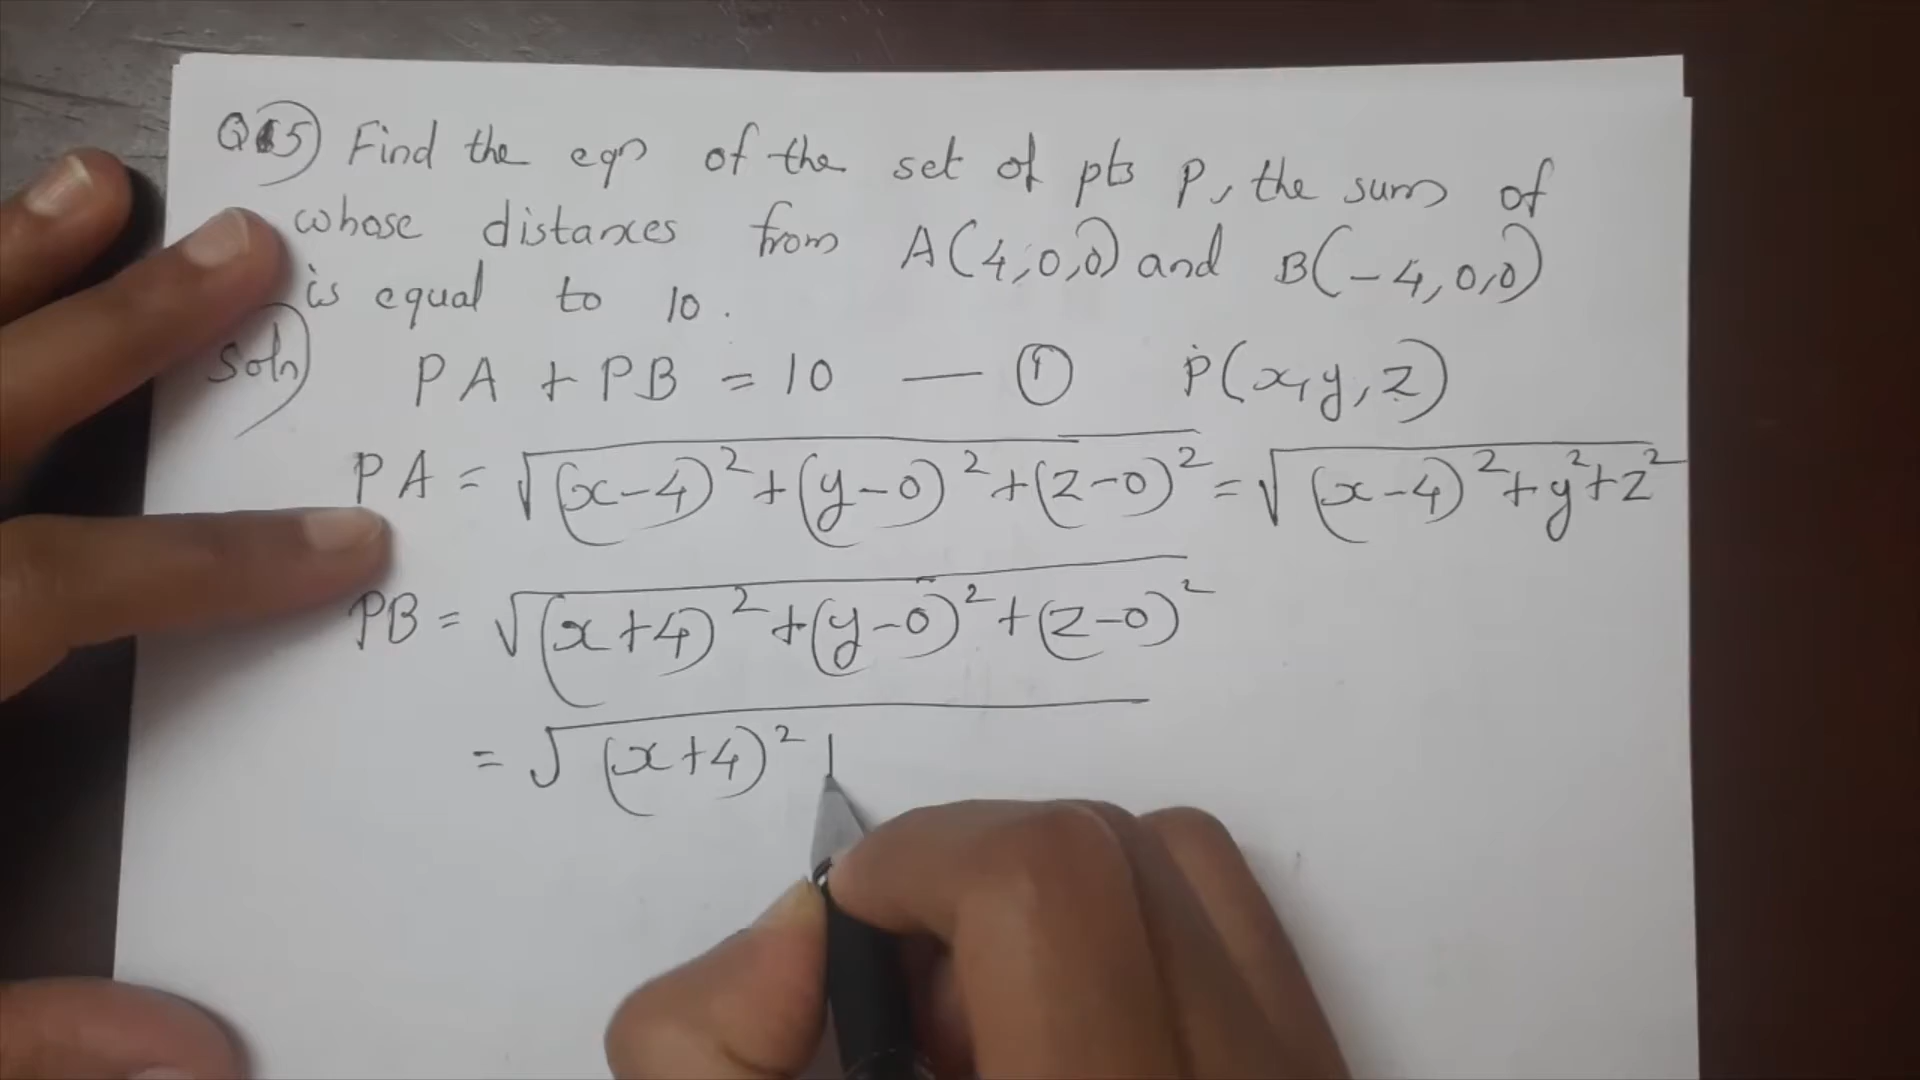 Q5) Find the eqn of the set of pts P, the sum of
whose distances from A(4,0,0) and B(-4,0,0)
is equal to 10.
Soln) PA + PB = 10 — ① P(x,y,z)
PA = √(x-4)²+(y-0)²+(z-0)² = √(x-4)²+y²+z²
PB = √(x+4)²+(y-0)²+(z-0)²
= √(x+4)² |